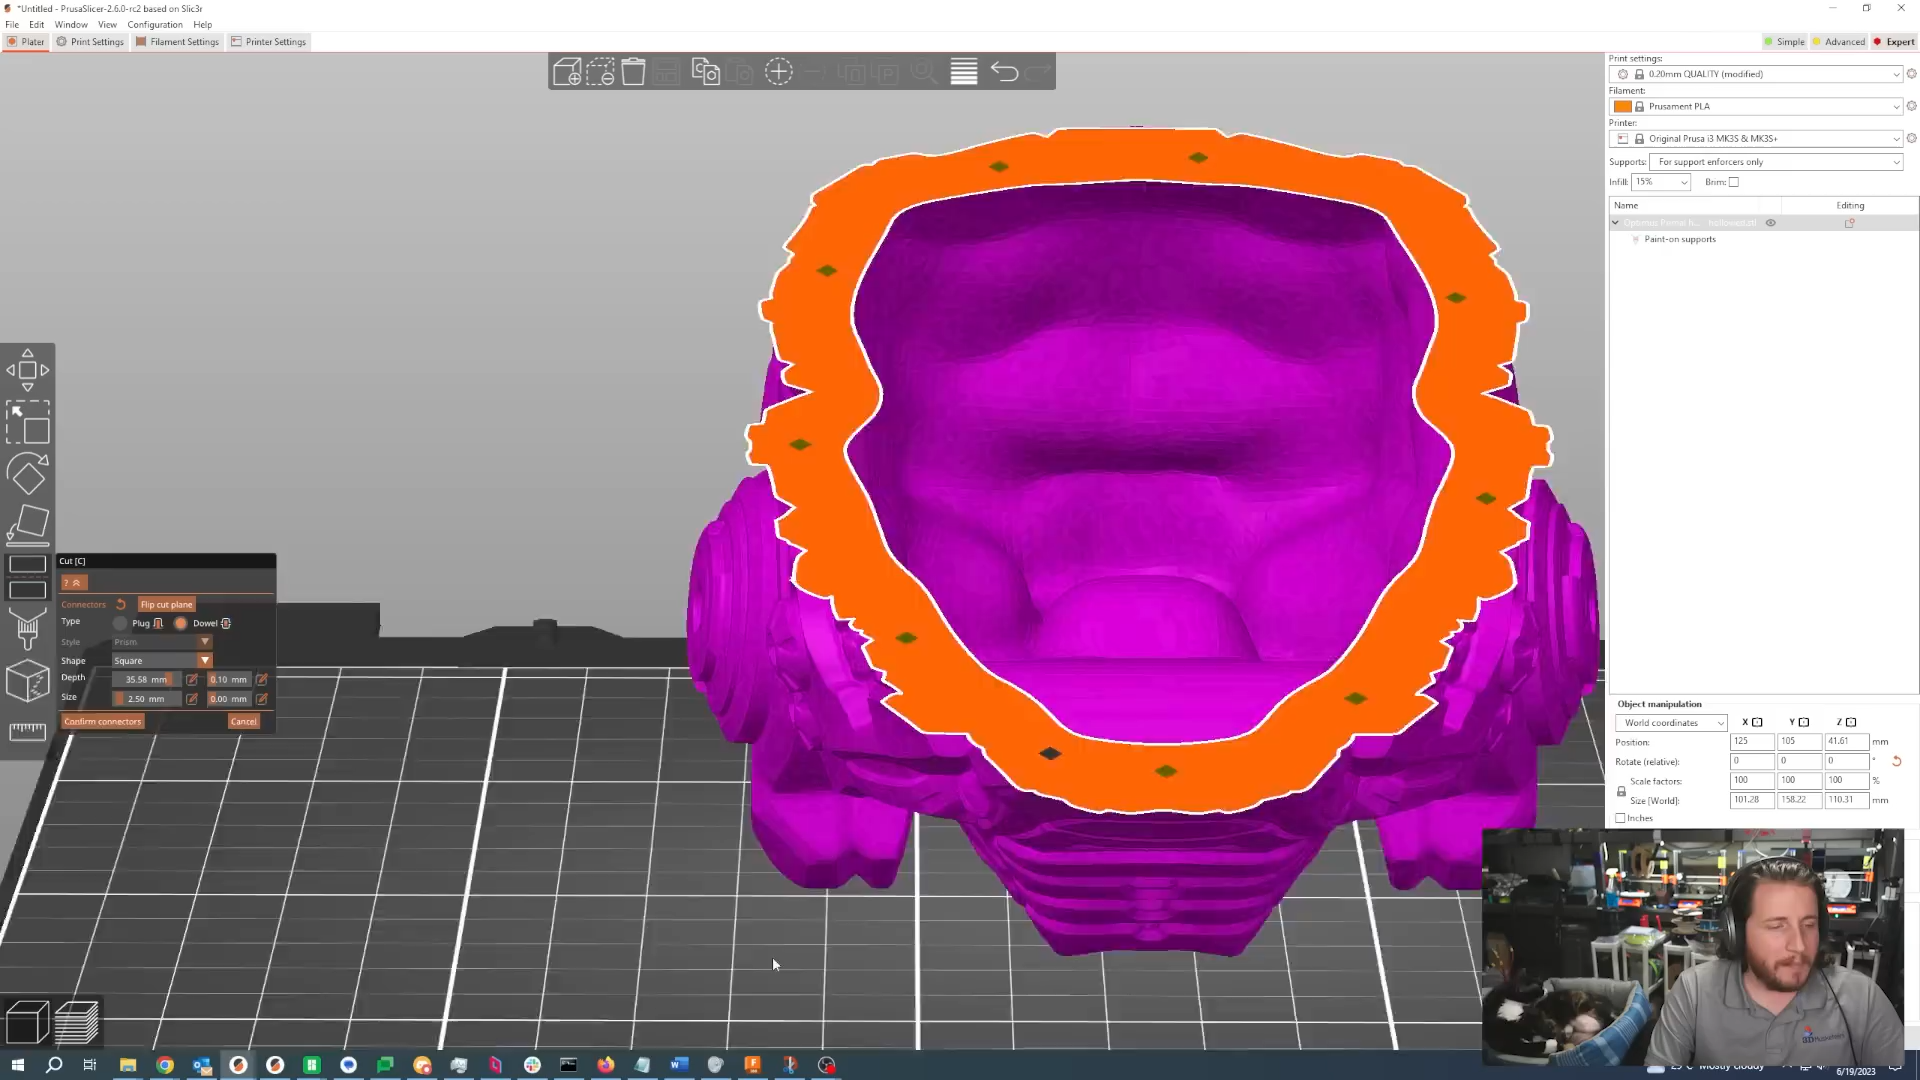 *Untitled - PrusaSlicer-2.6.0-rc2 based on Slic3r
File Edit Window View Configuration Help
Plater Print Settings Filament Settings Printer Settings
Simple Advanced Expert
Print settings:
0.20mm QUALITY (modified)
Filament:
Prusament PLA
Printer:
Original Prusa i3 MK3S & MK3S+
Supports: For support enforcers only
Infill: 15% Brim:
Name Editing
Paint-on supports
Cut [C]
?
Connectors Flip cut plane
Type Plug Dowel
Style Prism
Shape Square
Depth 35.58 mm 0.10 mm
Size 2.50 mm 0.00 mm
Confirm connectors Cancel
Object manipulation
World coordinates X Y Z
Position: 125 105 41.61 mm
Rotate (relative): 0 0 0 °
Scale factors: 100 100 100 %
Size [World]: 101.28 158.22 110.31 mm
Inches
Mostly cloudy
6/19/2023